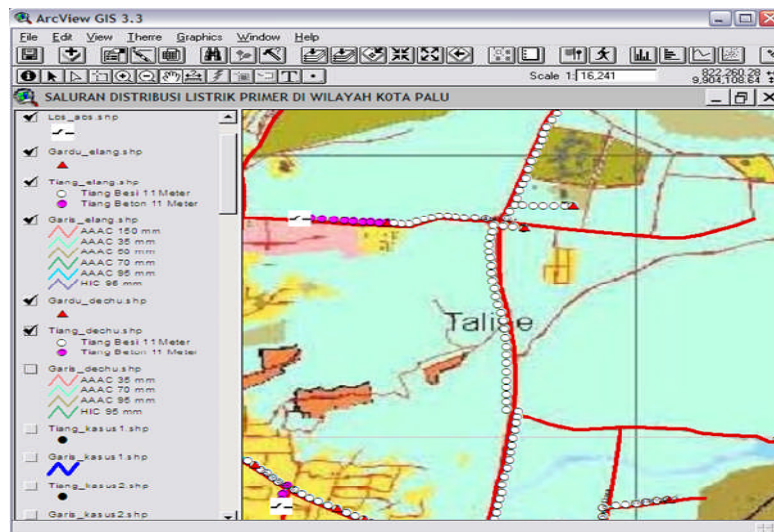 ArcView GIS 3.3
File Edit View Therre Graphics Window Help
Scale 1: 16,241
822,260.28
9,904,108.64
SALURAN DISTRIBUSI LISTRIK PRIMER DI WILAYAH KOTA PALU
Los_abs.shp
Gardu_elang.shp
Tiang_elang.shp
Tiang Besi 11 Meter
Tiang Beton 11 Meter
Garis_elang.shp
AAAC 150 mm
AAAC 35 mm
AAAC 50 mm
AAAC 70 mm
AAAC 95 mm
HIC 95 mm
Gardu_dechu.shp
Tiang_dechu.shp
Tiang Besi 11 Meter
Tiang Beton 11 Meter
Garis_dechu.shp
AAAC 35 mm
AAAC 70 mm
AAAC 95 mm
HIC 95 mm
Tiang_kasus1.shp
Garis_kasus1.shp
Tiang_kasus2.shp
Garis_kasus2.shp
Talise